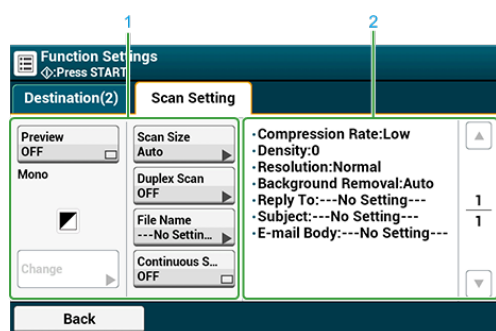 1
2
Function Settings
:Press START
Destination(2)
Scan Setting
Preview
OFF
Mono
Change
Scan Size
Auto
Duplex Scan
OFF
File Name
---No Settin...
Continuous S...
OFF
·Compression Rate:Low
·Density:0
·Resolution:Normal
·Background Removal:Auto
·Reply To:---No Setting---
·Subject:---No Setting---
·E-mail Body:---No Setting---
1
1
Back